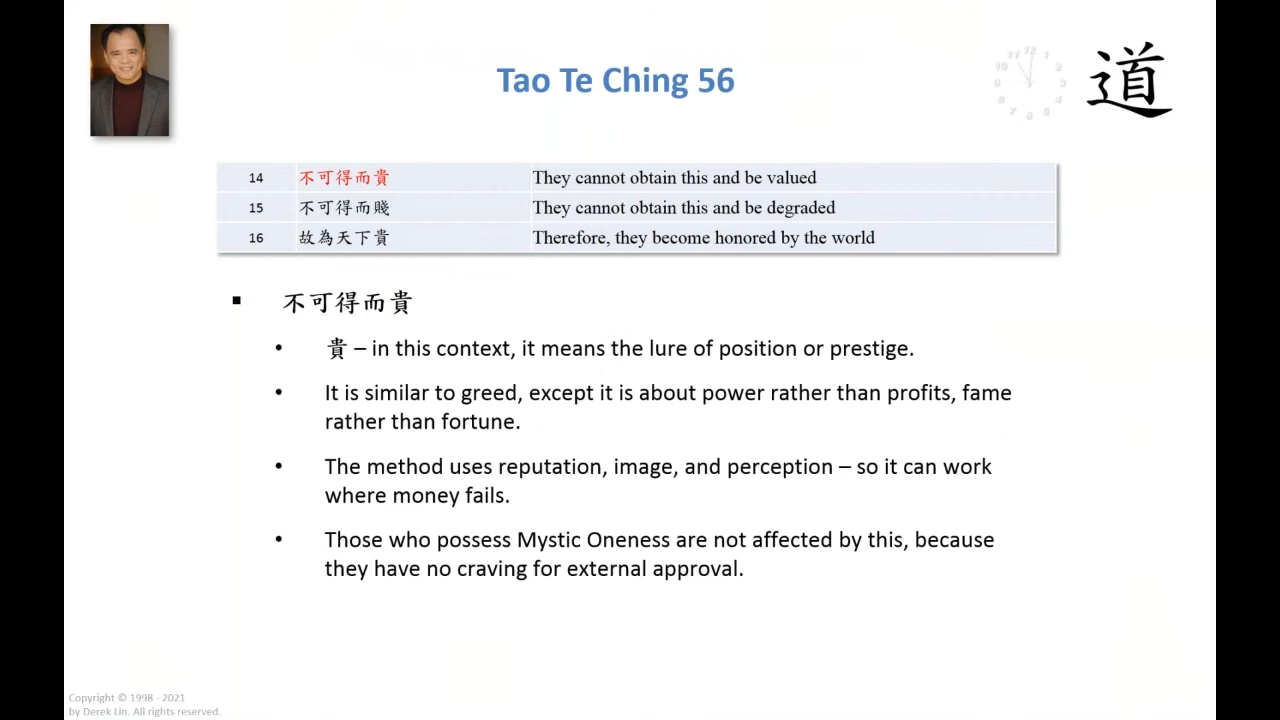 Tao Te Ching 56
道
14 不可得而貴 They cannot obtain this and be valued
15 不可得而賤 They cannot obtain this and be degraded
16 故為天下貴 Therefore, they become honored by the world
▪ 不可得而貴
• 貴 – in this context, it means the lure of position or prestige.
• It is similar to greed, except it is about power rather than profits, fame
rather than fortune.
• The method uses reputation, image, and perception – so it can work
where money fails.
• Those who possess Mystic Oneness are not affected by this, because
they have no craving for external approval.
Copyright © 1998 - 2021
by Derek Lin. All rights reserved.